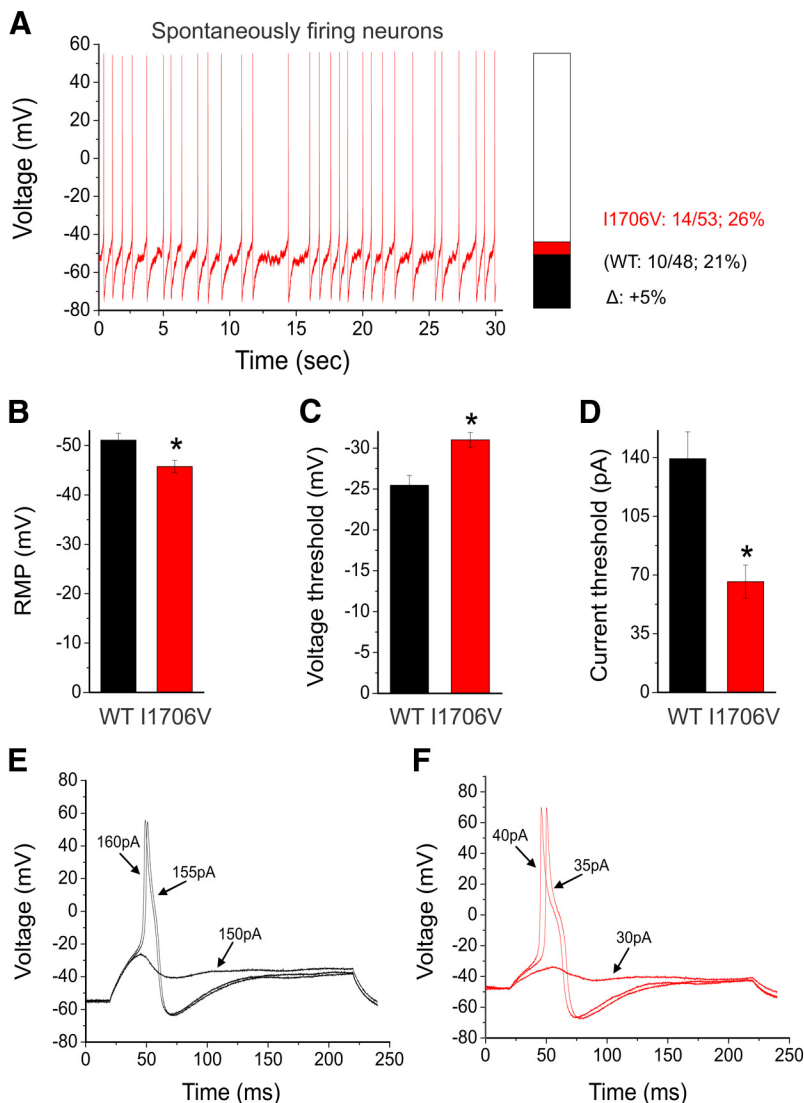 A
Spontaneously firing neurons
Voltage (mV)
60
40
20
0
-20
-40
-60
-80
0 5 10 15 20 25 30
Time (sec)
I1706V: 14/53; 26%
(WT: 10/48; 21%)
Δ: +5%
B
RMP (mV)
-50
-40
-30
-20
-10
0
*
WT I1706V
C
Voltage threshold (mV)
-30
-25
-20
-15
-10
-5
0
*
WT I1706V
D
Current threshold (pA)
140
105
70
35
0
*
WT I1706V
E
Voltage (mV)
80
60
40
20
0
-20
-40
-60
-80
160pA
155pA
150pA
0 50 100 150 200 250
Time (ms)
F
Voltage (mV)
80
60
40
20
0
-20
-40
-60
-80
40pA
35pA
30pA
0 50 100 150 200 250
Time (ms)